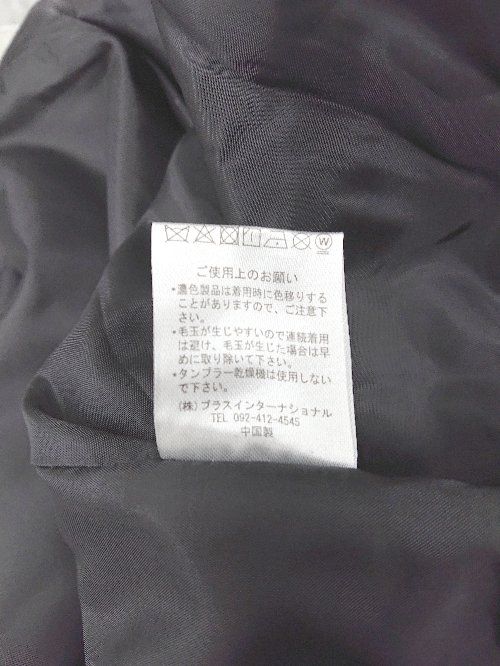 ご使用上のお願い
・濃色製品は着用時に色移りする
ことがありますので、ご注意下
さい。
・毛玉が生じやすいので連続着用
は避け、毛玉が生じた場合は早
めに取り除いて下さい。
・タンブラー乾燥機は使用しない
で下さい。
(株)プラスインターナショナル
TEL 092-412-4545
中国製